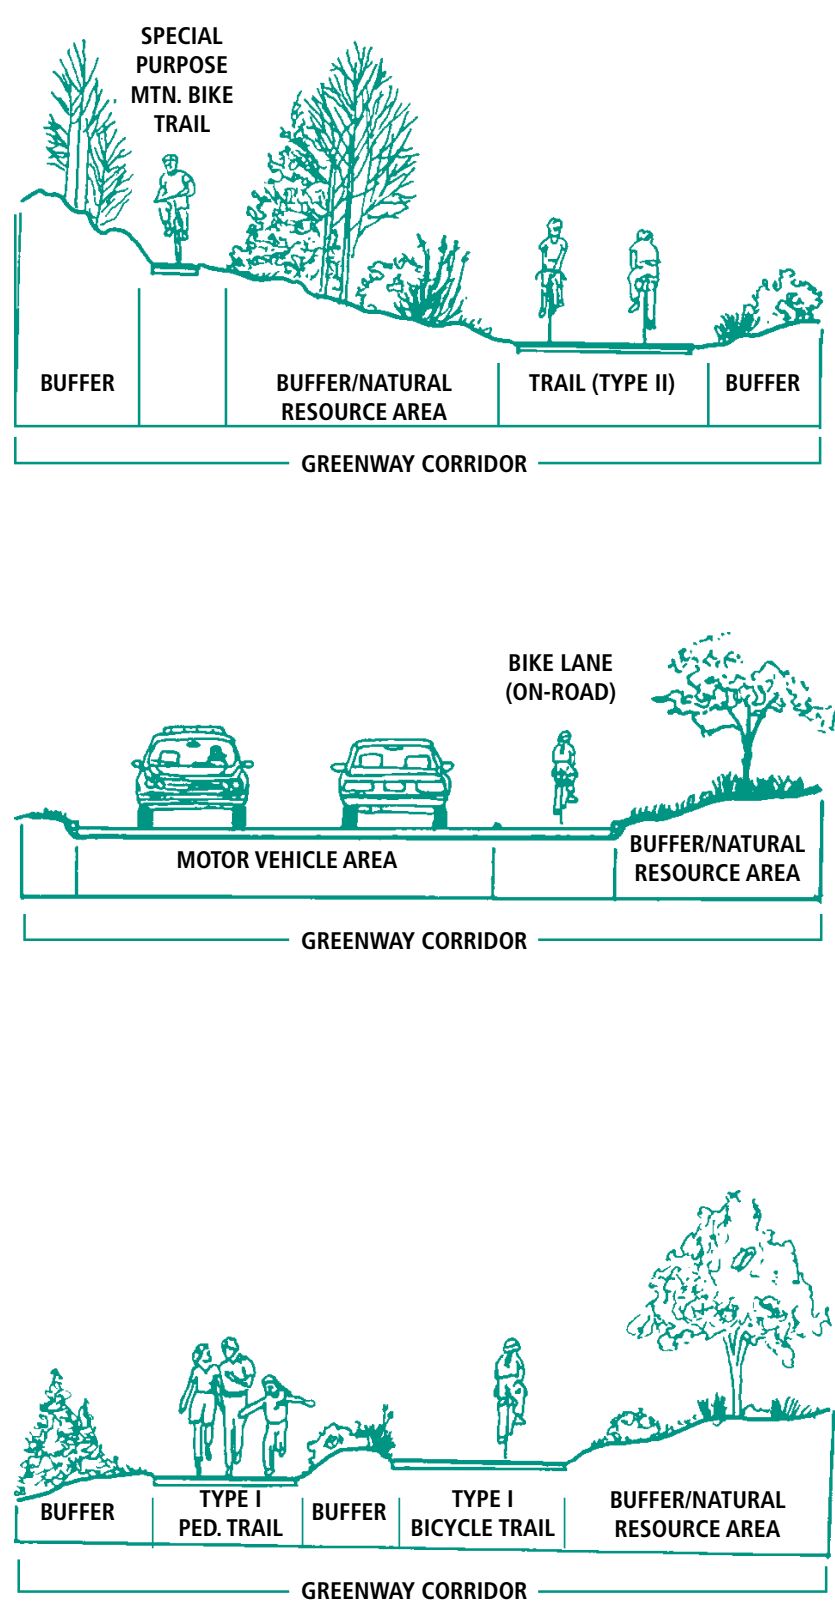 SPECIAL
PURPOSE
MTN. BIKE
TRAIL
BUFFER
BUFFER/NATURAL
RESOURCE AREA
TRAIL (TYPE II)
BUFFER
GREENWAY CORRIDOR
BIKE LANE
(ON-ROAD)
MOTOR VEHICLE AREA
BUFFER/NATURAL
RESOURCE AREA
GREENWAY CORRIDOR
BUFFER
TYPE I
PED. TRAIL
BUFFER
TYPE I
BICYCLE TRAIL
BUFFER/NATURAL
RESOURCE AREA
GREENWAY CORRIDOR